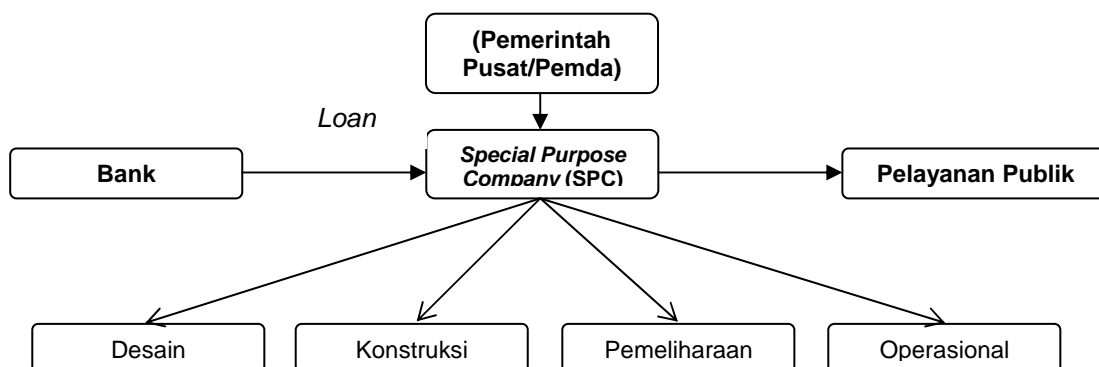 (Pemerintah
Pusat/Pemda)
Loan
Bank
Special Purpose
Company (SPC)
Pelayanan Publik
Desain
Konstruksi
Pemeliharaan
Operasional